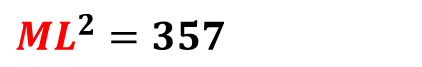 ML² = 357